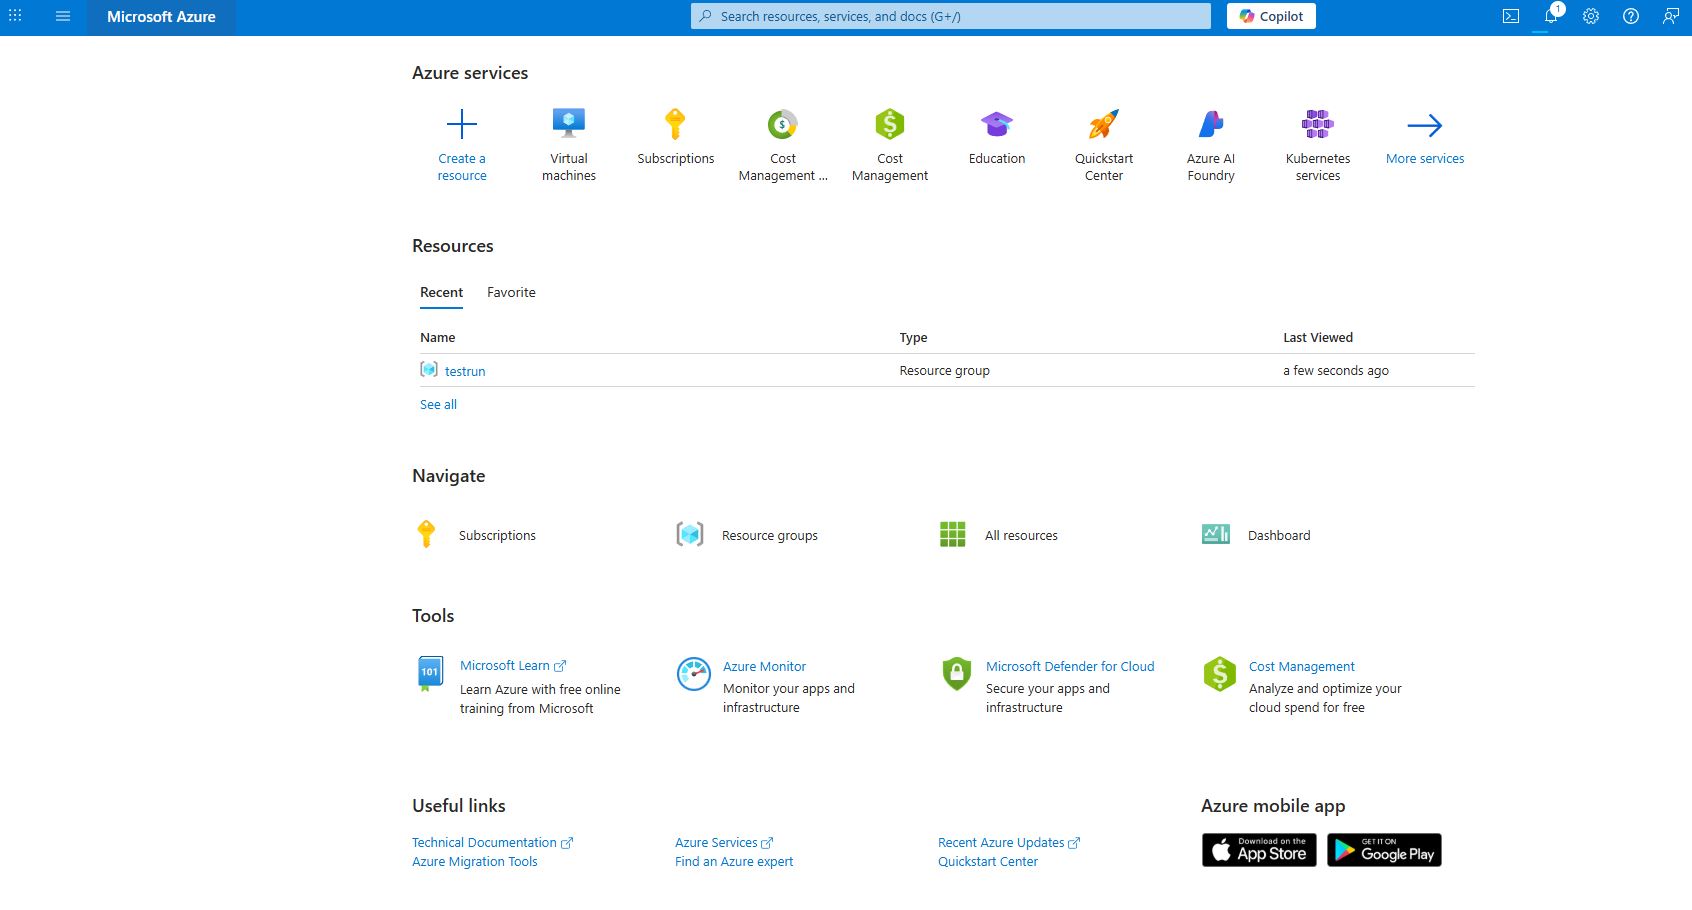 Microsoft Azure
Search resources, services, and docs (G+/)
Copilot
1
Azure services
Create a
resource
Virtual
machines
Subscriptions
Cost
Management ...
Cost
Management
Education
Quickstart
Center
Azure AI
Foundry
Kubernetes
services
More services
Resources
Recent
Favorite
Name
Type
Last Viewed
testrun
Resource group
a few seconds ago
See all
Navigate
Subscriptions
Resource groups
All resources
Dashboard
Tools
101
Microsoft Learn
Learn Azure with free online
training from Microsoft
Azure Monitor
Monitor your apps and
infrastructure
Microsoft Defender for Cloud
Secure your apps and
infrastructure
Cost Management
Analyze and optimize your
cloud spend for free
Useful links
Technical Documentation
Azure Migration Tools
Azure Services
Find an Azure expert
Recent Azure Updates
Quickstart Center
Azure mobile app
Download on the
App Store
GET IT ON
Google Play